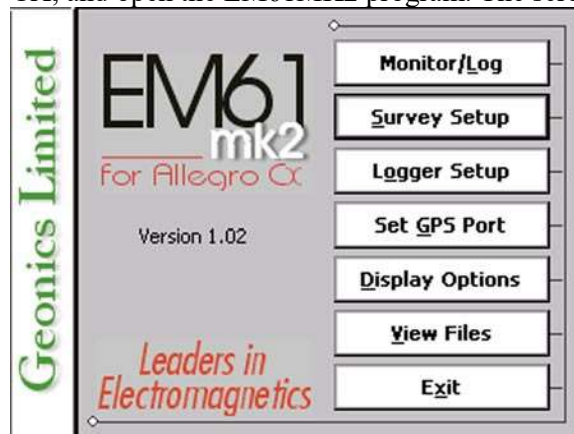 Geonics Limited
EM61
mk2
for Allegro Cx
Version 1.02
Leaders in
Electromagnetics
Monitor/Log
Survey Setup
Logger Setup
Set GPS Port
Display Options
View Files
Exit